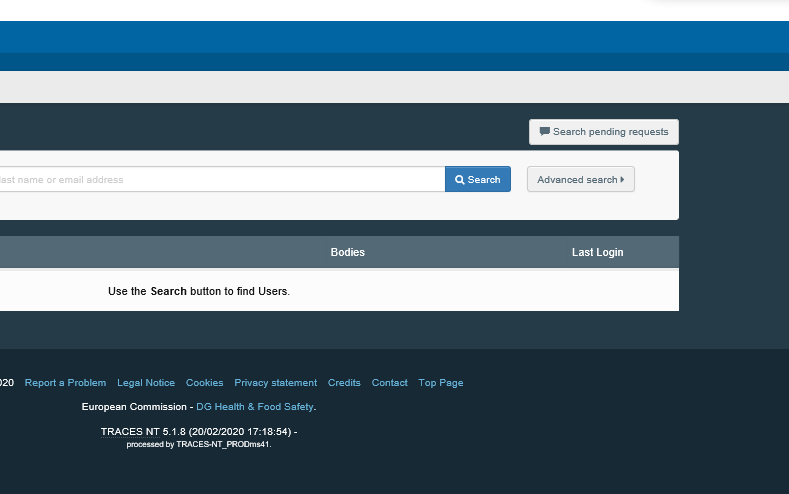 Search pending requests
last name or email address
Search
Advanced search
Bodies Last Login
Use the Search button to find Users.
020 Report a Problem Legal Notice Cookies Privacy statement Credits Contact Top Page
European Commission - DG Health & Food Safety.
TRACES NT 5.1.8 (20/02/2020 17:18:54) -
processed by TRACES-NT_PRODms41.